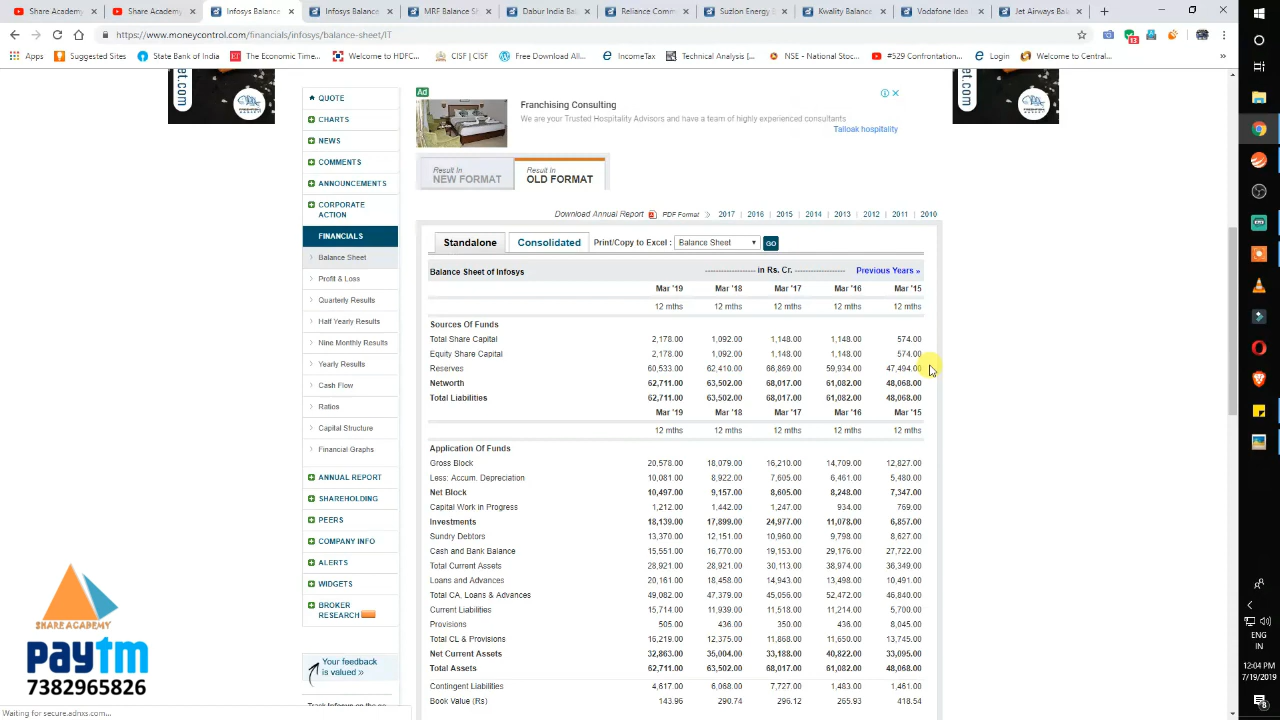 Share Academy
Share Academy
Infosys Balance
Infosys Balance
MRF Balance S
Dabur India Bal
Reliance Comm
Suzlon Energy
Kwality Balance
Vodafone Idea
Jet Airways Bal
https://www.moneycontrol.com/financials/infosys/balance-sheet/IT
Apps Suggested Sites State Bank of India The Economic Time... Welcome to HDFC... CISF | CISF Free Download All... IncomeTax Technical Analysis |... NSE - National Stoc... #529 Confrontation... Login Welcome to Central...
Ad
Franchising Consulting
We are your Trusted Hospitality Advisors and have a team of highly experienced consultants
Tailoak hospitality
QUOTE
CHARTS
NEWS
COMMENTS
ANNOUNCEMENTS
CORPORATE
ACTION
FINANCIALS
Balance Sheet
Profit & Loss
Quarterly Results
Half Yearly Results
Nine Monthly Results
Yearly Results
Cash Flow
Ratios
Capital Structure
Financial Graphs
ANNUAL REPORT
SHAREHOLDING
PEERS
COMPANY INFO
ALERTS
WIDGETS
BROKER
RESEARCH
Your feedback
is valued »
Result In
NEW FORMAT
Result In
OLD FORMAT
Download Annual Report PDF Format 2017 | 2016 | 2015 | 2014 | 2013 | 2012 | 2011 | 2010
Standalone Consolidated Print/Copy to Excel : Balance Sheet GO
Balance Sheet of Infosys ------------------- in Rs. Cr. ------------------- Previous Years »
Mar '19 Mar '18 Mar '17 Mar '16 Mar '15
12 mths 12 mths 12 mths 12 mths 12 mths
Sources Of Funds
Total Share Capital 2,178.00 1,092.00 1,148.00 1,148.00 574.00
Equity Share Capital 2,178.00 1,092.00 1,148.00 1,148.00 574.00
Reserves 60,533.00 62,410.00 66,869.00 59,934.00 47,494.00
Networth 62,711.00 63,502.00 68,017.00 61,082.00 48,068.00
Total Liabilities 62,711.00 63,502.00 68,017.00 61,082.00 48,068.00
Mar '19 Mar '18 Mar '17 Mar '16 Mar '15
12 mths 12 mths 12 mths 12 mths 12 mths
Application Of Funds
Gross Block 20,578.00 18,079.00 16,210.00 14,709.00 12,827.00
Less: Accum. Depreciation 10,081.00 8,922.00 7,605.00 6,461.00 5,480.00
Net Block 10,497.00 9,157.00 8,605.00 8,248.00 7,347.00
Capital Work in Progress 1,212.00 1,442.00 1,247.00 934.00 769.00
Investments 18,139.00 17,899.00 24,977.00 11,078.00 6,857.00
Sundry Debtors 13,370.00 12,151.00 10,960.00 9,798.00 8,627.00
Cash and Bank Balance 15,551.00 16,770.00 19,153.00 29,176.00 27,722.00
Total Current Assets 28,921.00 28,921.00 30,113.00 38,974.00 36,349.00
Loans and Advances 20,161.00 18,458.00 14,943.00 13,498.00 10,491.00
Total CA, Loans & Advances 49,082.00 47,379.00 45,056.00 52,472.00 46,840.00
Current Liabilities 15,714.00 11,939.00 11,518.00 11,214.00 5,700.00
Provisions 505.00 436.00 350.00 436.00 8,045.00
Total CL & Provisions 16,219.00 12,375.00 11,868.00 11,650.00 13,745.00
Net Current Assets 32,863.00 35,004.00 33,188.00 40,822.00 33,095.00
Total Assets 62,711.00 63,502.00 68,017.00 61,082.00 48,068.00
Contingent Liabilities 4,617.00 6,068.00 7,727.00 1,483.00 1,461.00
Book Value (Rs) 143.96 290.74 296.12 265.93 418.54
SHARE ACADEMY
paytm
7382965826
Waiting for secure.adnxs.com...
ENG
IN
12:04 PM
7/19/2019